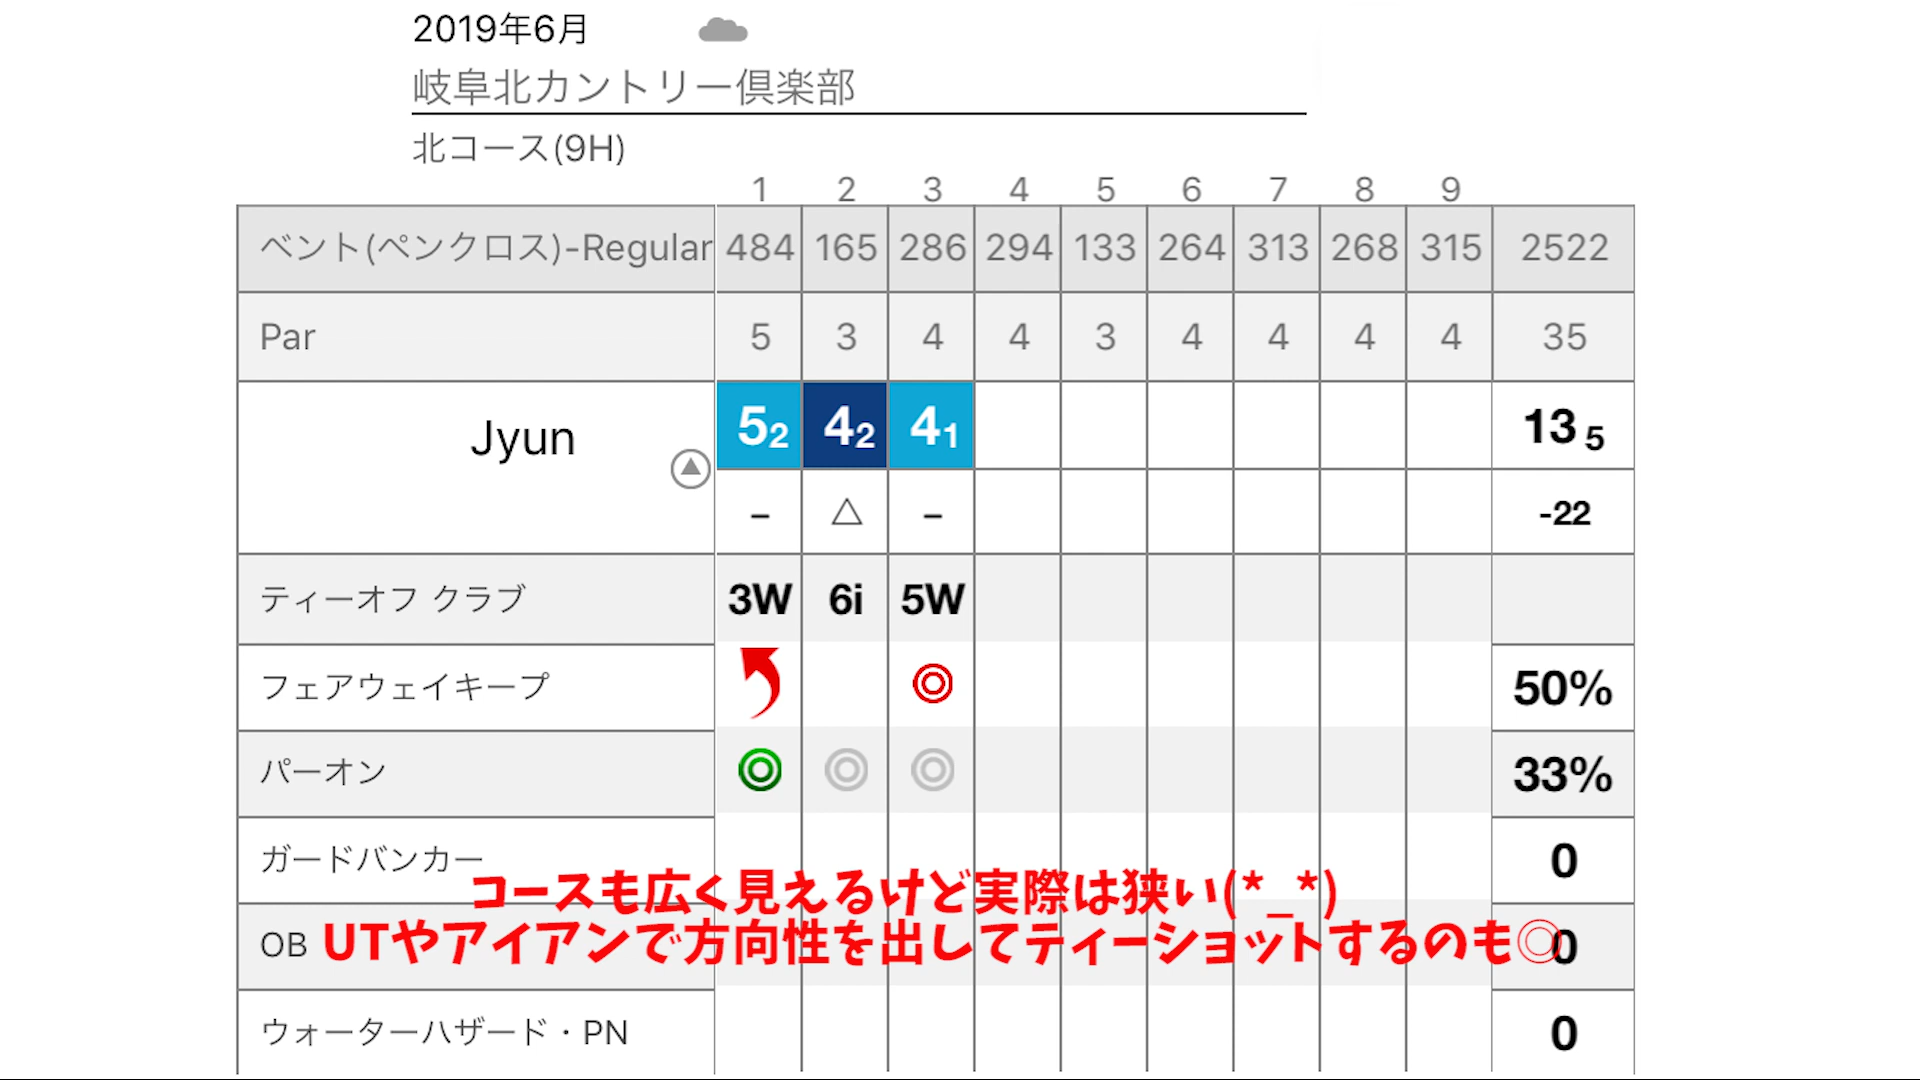 2019年6月
岐阜北カントリー倶楽部
北コース(9H)
1 2 3 4 5 6 7 8 9
ベント(ペンクロス)-Regular 484 165 286 294 133 264 313 268 315 2522
Par 5 3 4 4 3 4 4 4 4 35
Jyun 5 2 4 2 4 1 13 5
- △ - -22
ティーオフ クラブ 3W 6i 5W
フェアウェイキープ ◎ 50%
パーオン ◎ ◎ ◎ 33%
ガードバンカー 0
コースも広く見えるけど実際は狭い(*_*)
OB 0
UTやアイアンで方向性を出してティーショットするのも◎
ウォーターハザード・PN 0